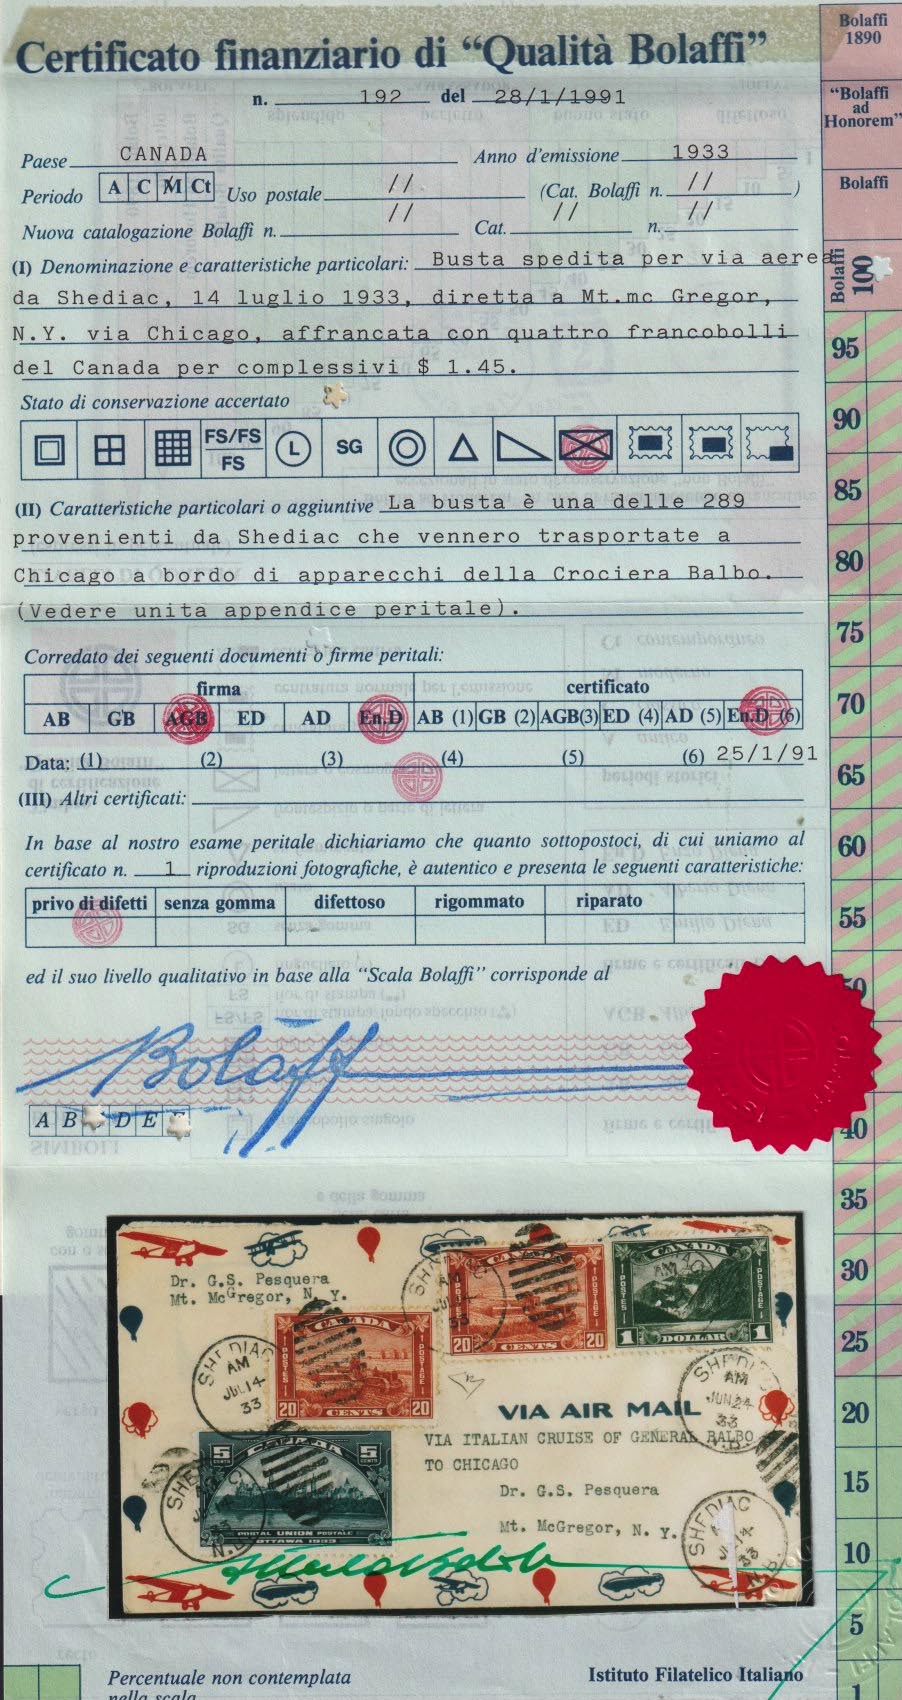 Certificato finanziario di “Qualità Bolaffi”
n. 192 del 28/1/1991
Paese CANADA Anno d'emissione 1933
Periodo A C M Ct Uso postale // (Cat. Bolaffi n. // )
Nuova catalogazione Bolaffi n. // Cat. // n. //
(I) Denominazione e caratteristiche particolari: Busta spedita per via aerea
da Shediac, 14 luglio 1933, diretta a Mt.mc Gregor,
N.Y. via Chicago, affrancata con quattro francobolli
del Canada per complessivi $ 1.45.
Stato di conservazione accertato
FS/FS
FS
L
SG
(II) Caratteristiche particolari o aggiuntive La busta è una delle 289
provenienti da Shediac che vennero trasportate a
Chicago a bordo di apparecchi della Crociera Balbo.
(Vedere unita appendice peritale).
Corredato dei seguenti documenti o firme peritali:
firma certificato
AB GB AGB ED AD En.D AB (1) GB (2) AGB(3) ED (4) AD (5) En.D (6)
Data: (1) (2) (3) (4) (5) (6) 25/1/91
(III) Altri certificati:
In base al nostro esame peritale dichiariamo che quanto sottopostoci, di cui uniamo al
certificato n. 1 riproduzioni fotografiche, è autentico e presenta le seguenti caratteristiche:
privo di difetti senza gomma difettoso rigommato riparato
ed il suo livello qualitativo in base alla “Scala Bolaffi” corrisponde al
Bolaffi
A B D E
Dr. G.S. Pesquera
Mt. McGregor, N. Y.
SHEDIAC
AM
JUL 14
33
CANADA
POSTES POSTAGE
20 CENTS 20
CANADA
20 CENTS 20
CANADA
POSTES POSTAGE
1 DOLLAR 1
VIA AIR MAIL
VIA ITALIAN CRUISE OF GENERAL BALBO
TO CHICAGO
Dr. G.S. Pesquera
Mt. McGregor, N. Y.
5 CENTS CANADA 5 CENTS
POSTAL UNION POSTALE
OTTAWA 1933
SHEDIAC
N.B.
SHEDIAC
AM
33
SHEDIAC
33
N.B.
Percentuale non contemplata
nella scala
Istituto Filatelico Italiano
Bolaffi
1890
“Bolaffi
ad
Honorem”
Bolaffi
Bolaffi
100
95
90
85
80
75
70
65
60
55
50
40
35
30
25
20
15
10
5
1